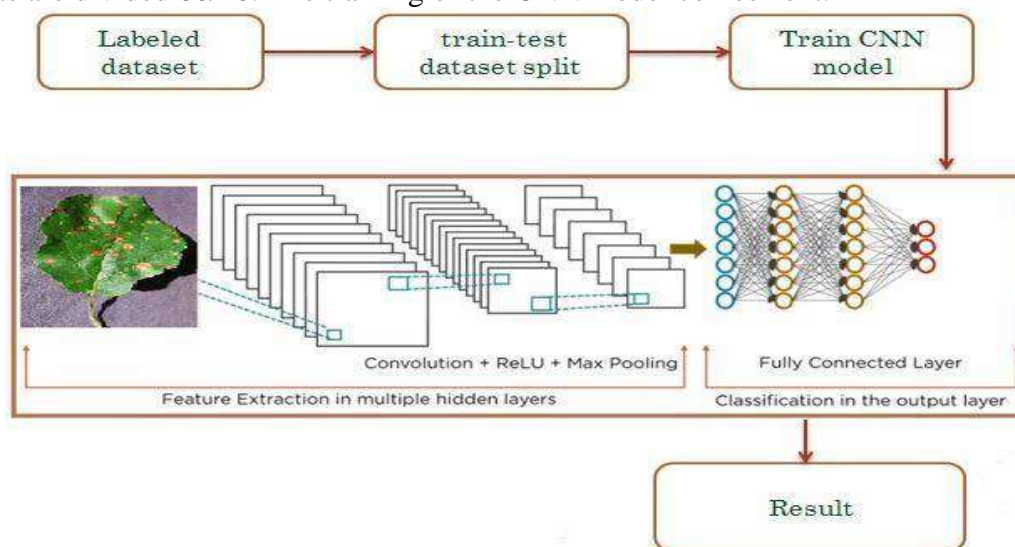 Labeled
dataset
train-test
dataset split
Train CNN
model
Convolution + ReLU + Max Pooling
Fully Connected Layer
Feature Extraction in multiple hidden layers
Classification in the output layer
Result